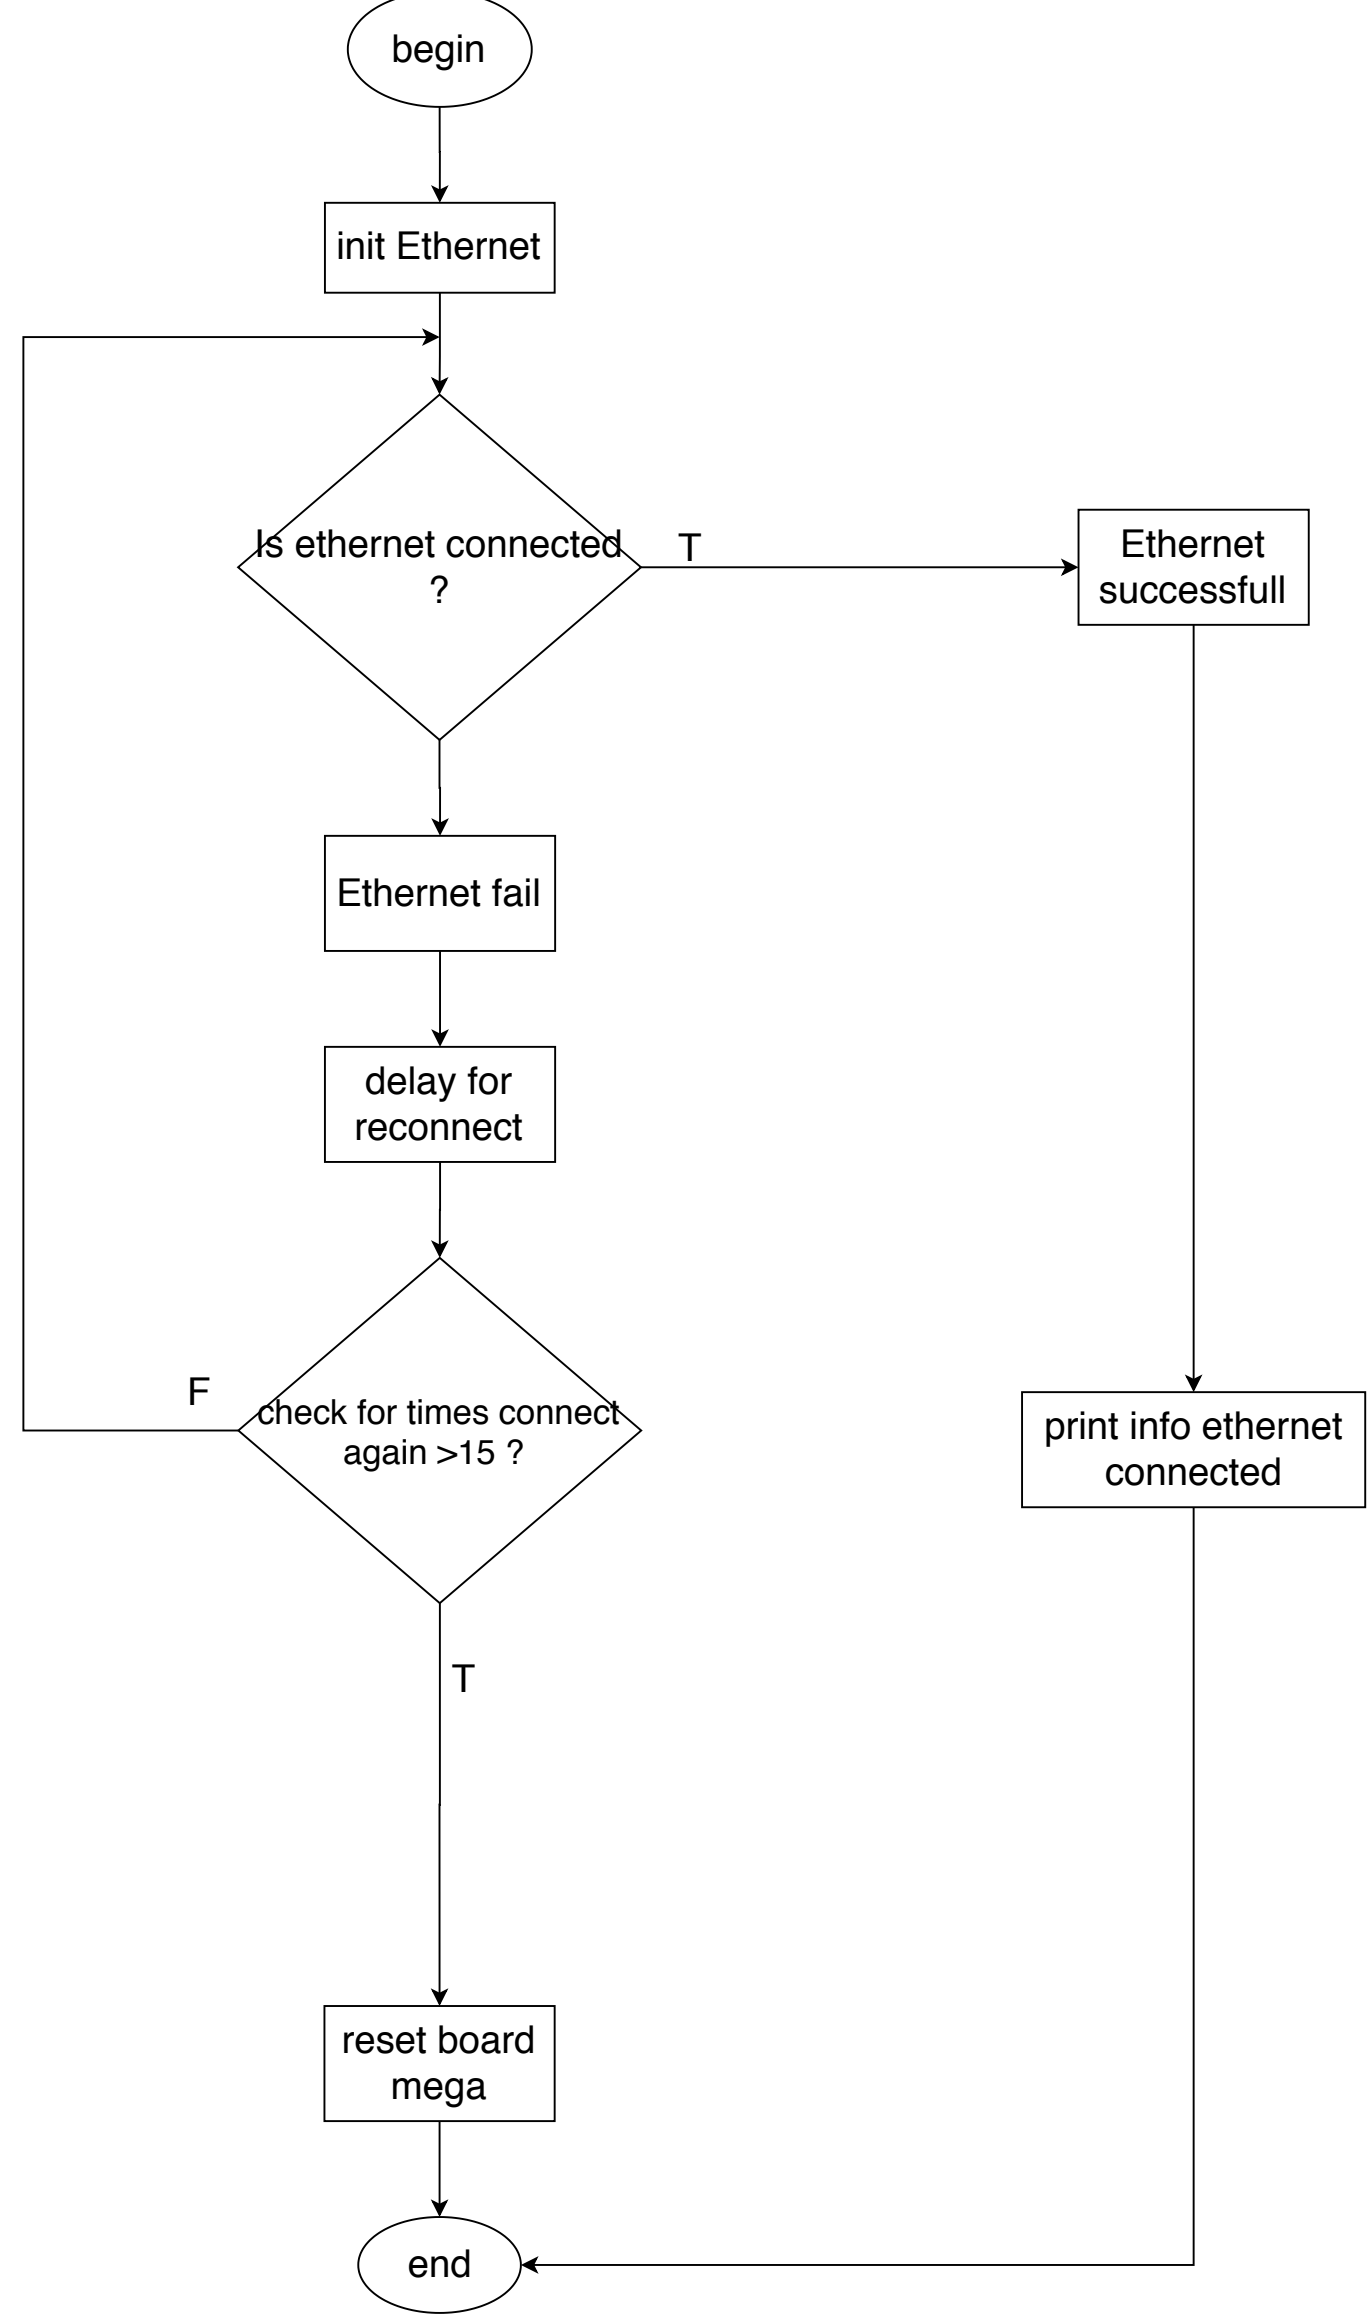 begin
init Ethernet
Is ethernet connected
?
T
Ethernet
successfull
Ethernet fail
delay for
reconnect
F
check for times connect
again >15 ?
print info ethernet
connected
T
reset board
mega
end